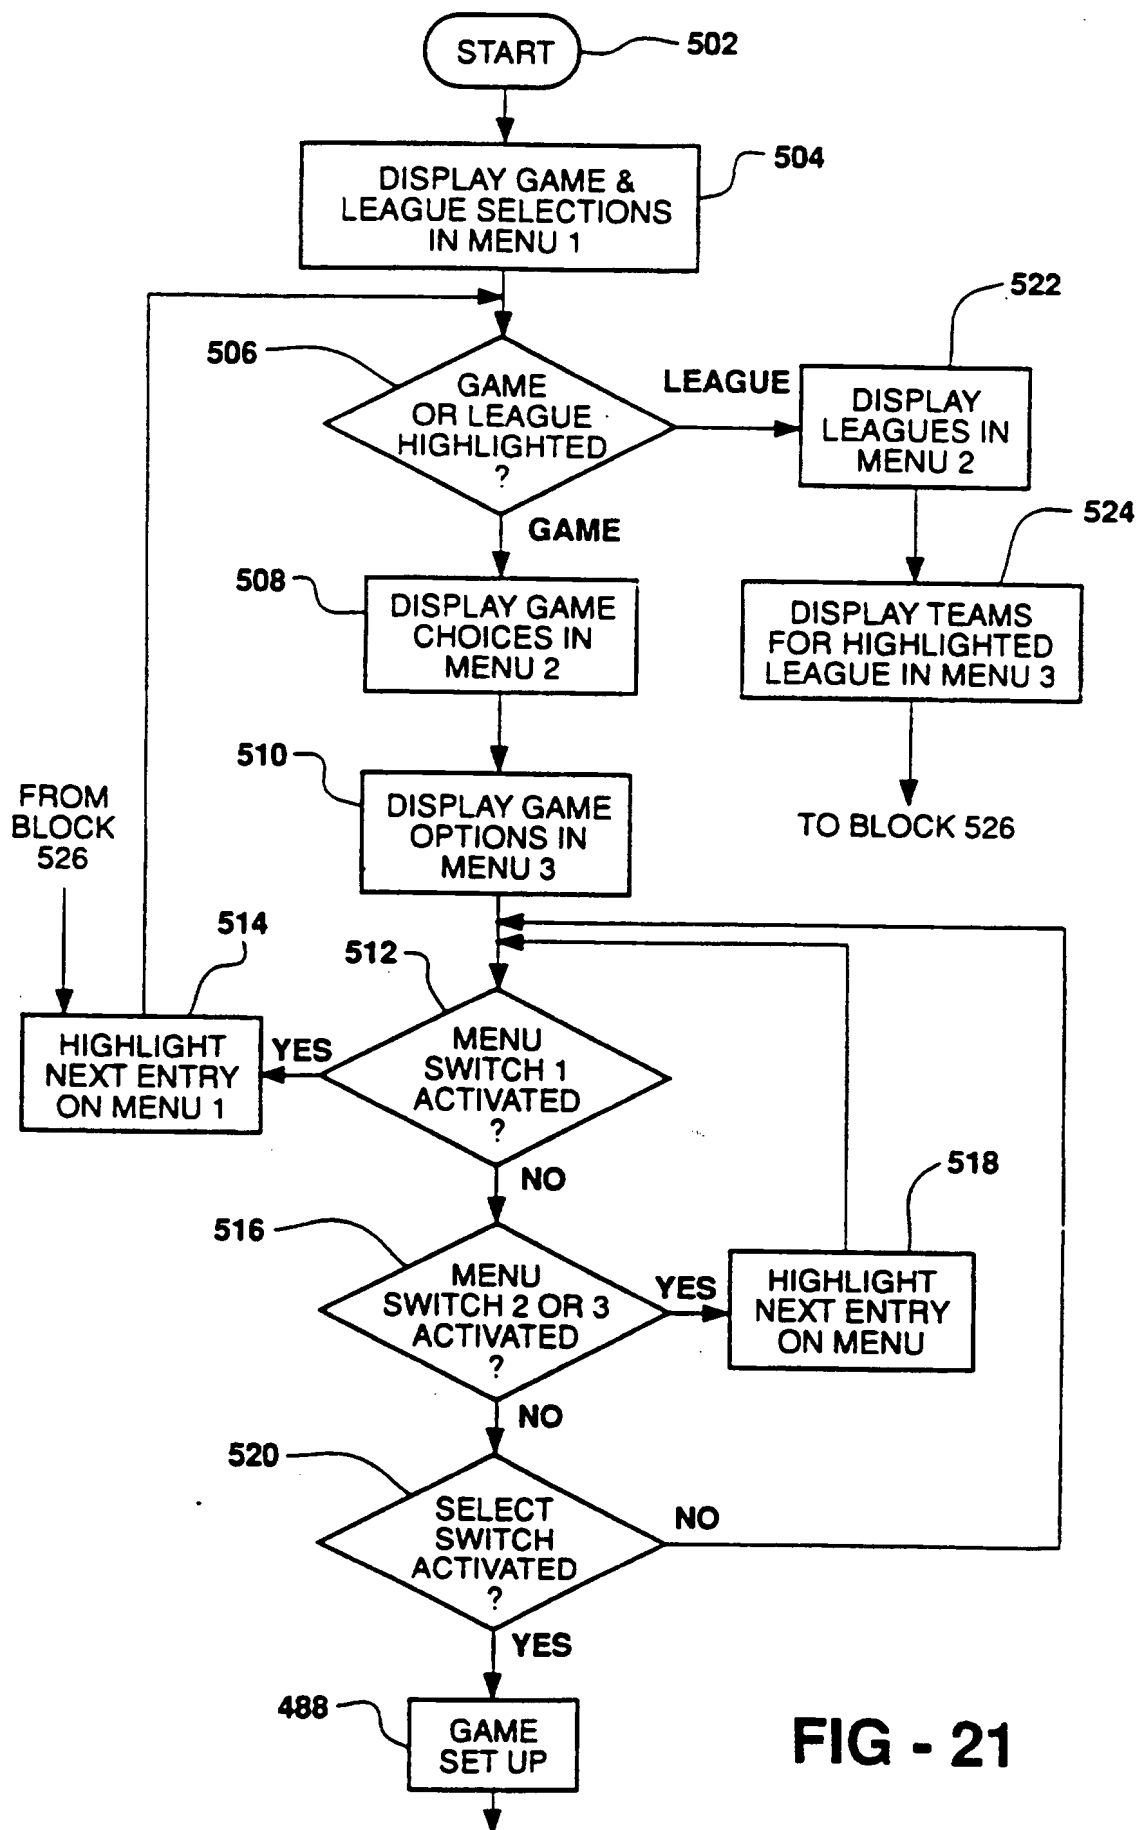 START
502
DISPLAY GAME &
LEAGUE SELECTIONS
IN MENU 1
504
506
GAME
OR LEAGUE
HIGHLIGHTED
?
LEAGUE
522
DISPLAY
LEAGUES IN
MENU 2
GAME
524
DISPLAY TEAMS
FOR HIGHLIGHTED
LEAGUE IN MENU 3
TO BLOCK 526
508
DISPLAY GAME
CHOICES IN
MENU 2
510
DISPLAY GAME
OPTIONS IN
MENU 3
FROM
BLOCK
526
514
HIGHLIGHT
NEXT ENTRY
ON MENU 1
YES
512
MENU
SWITCH 1
ACTIVATED
?
NO
516
MENU
SWITCH 2 OR 3
ACTIVATED
?
YES
518
HIGHLIGHT
NEXT ENTRY
ON MENU
NO
520
SELECT
SWITCH
ACTIVATED
?
NO
YES
488
GAME
SET UP
FIG - 21